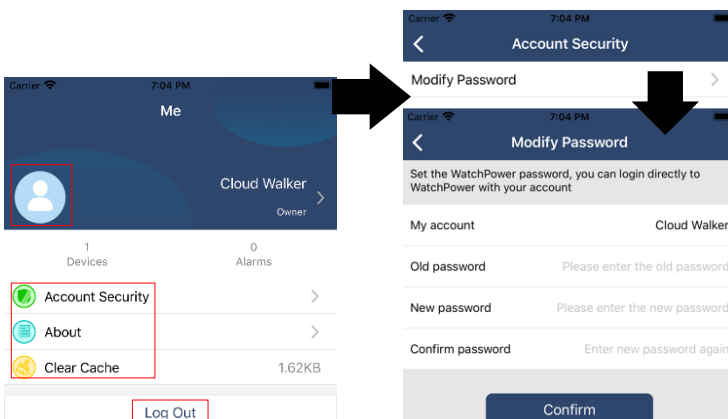 Carrier 7:04 PM
Me
Cloud Walker
Owner
1 0
Devices Alarms
Account Security
About
Clear Cache 1.62KB
Log Out
Carrier 7:04 PM
Account Security
Modify Password
Carrier 7:04 PM
Modify Password
Set the WatchPower password, you can login directly to
WatchPower with your account
My account Cloud Walker
Old password Please enter the old password
New password Please enter the new password
Confirm password Enter new password again
Confirm